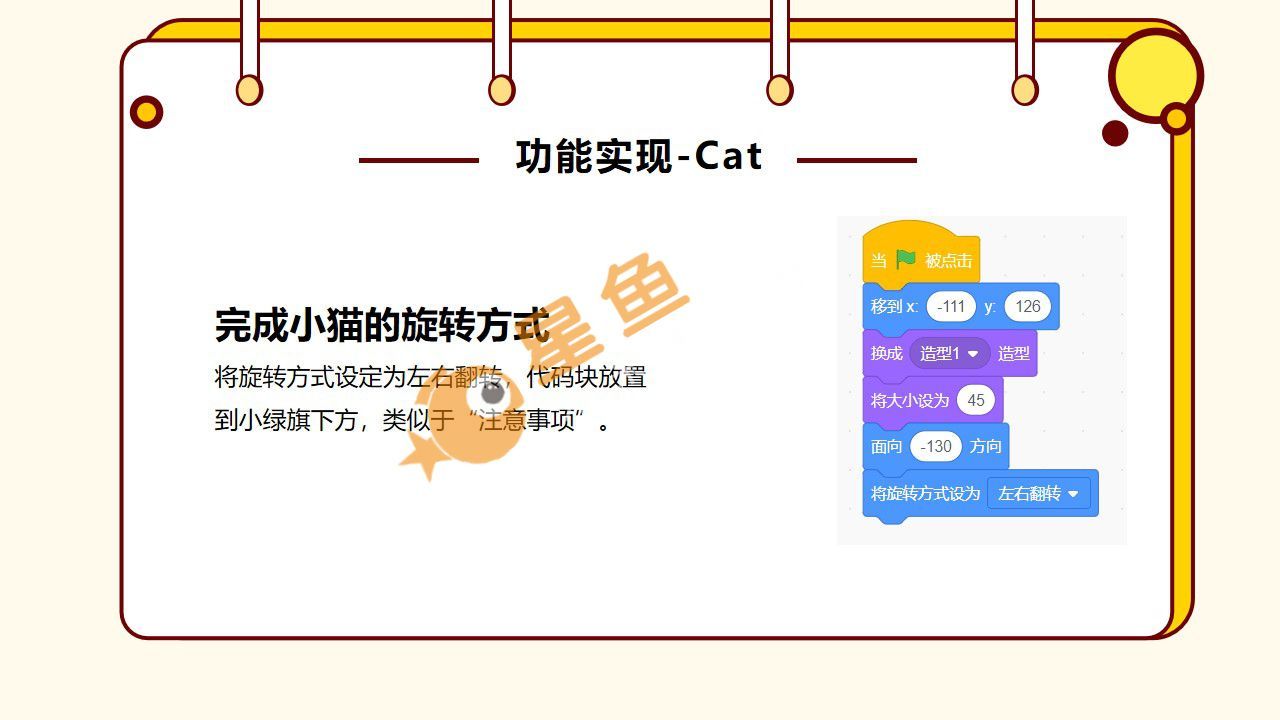 功能实现-Cat
完成小猫的旋转方式
将旋转方式设定为左右翻转，代码块放置
到小绿旗下方，类似于“注意事项”。
星鱼
当 被点击
移到 x: -111 y: 126
换成 造型1 造型
将大小设为 45
面向 -130 方向
将旋转方式设为 左右翻转